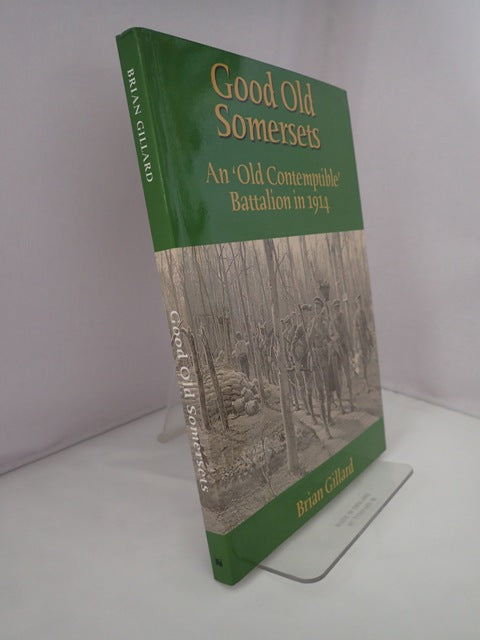 Good Old
Somersets
An 'Old Contemptible'
Battalion in 1914
Brian Gillard
BRIAN GILLARD
Good Old Somersets